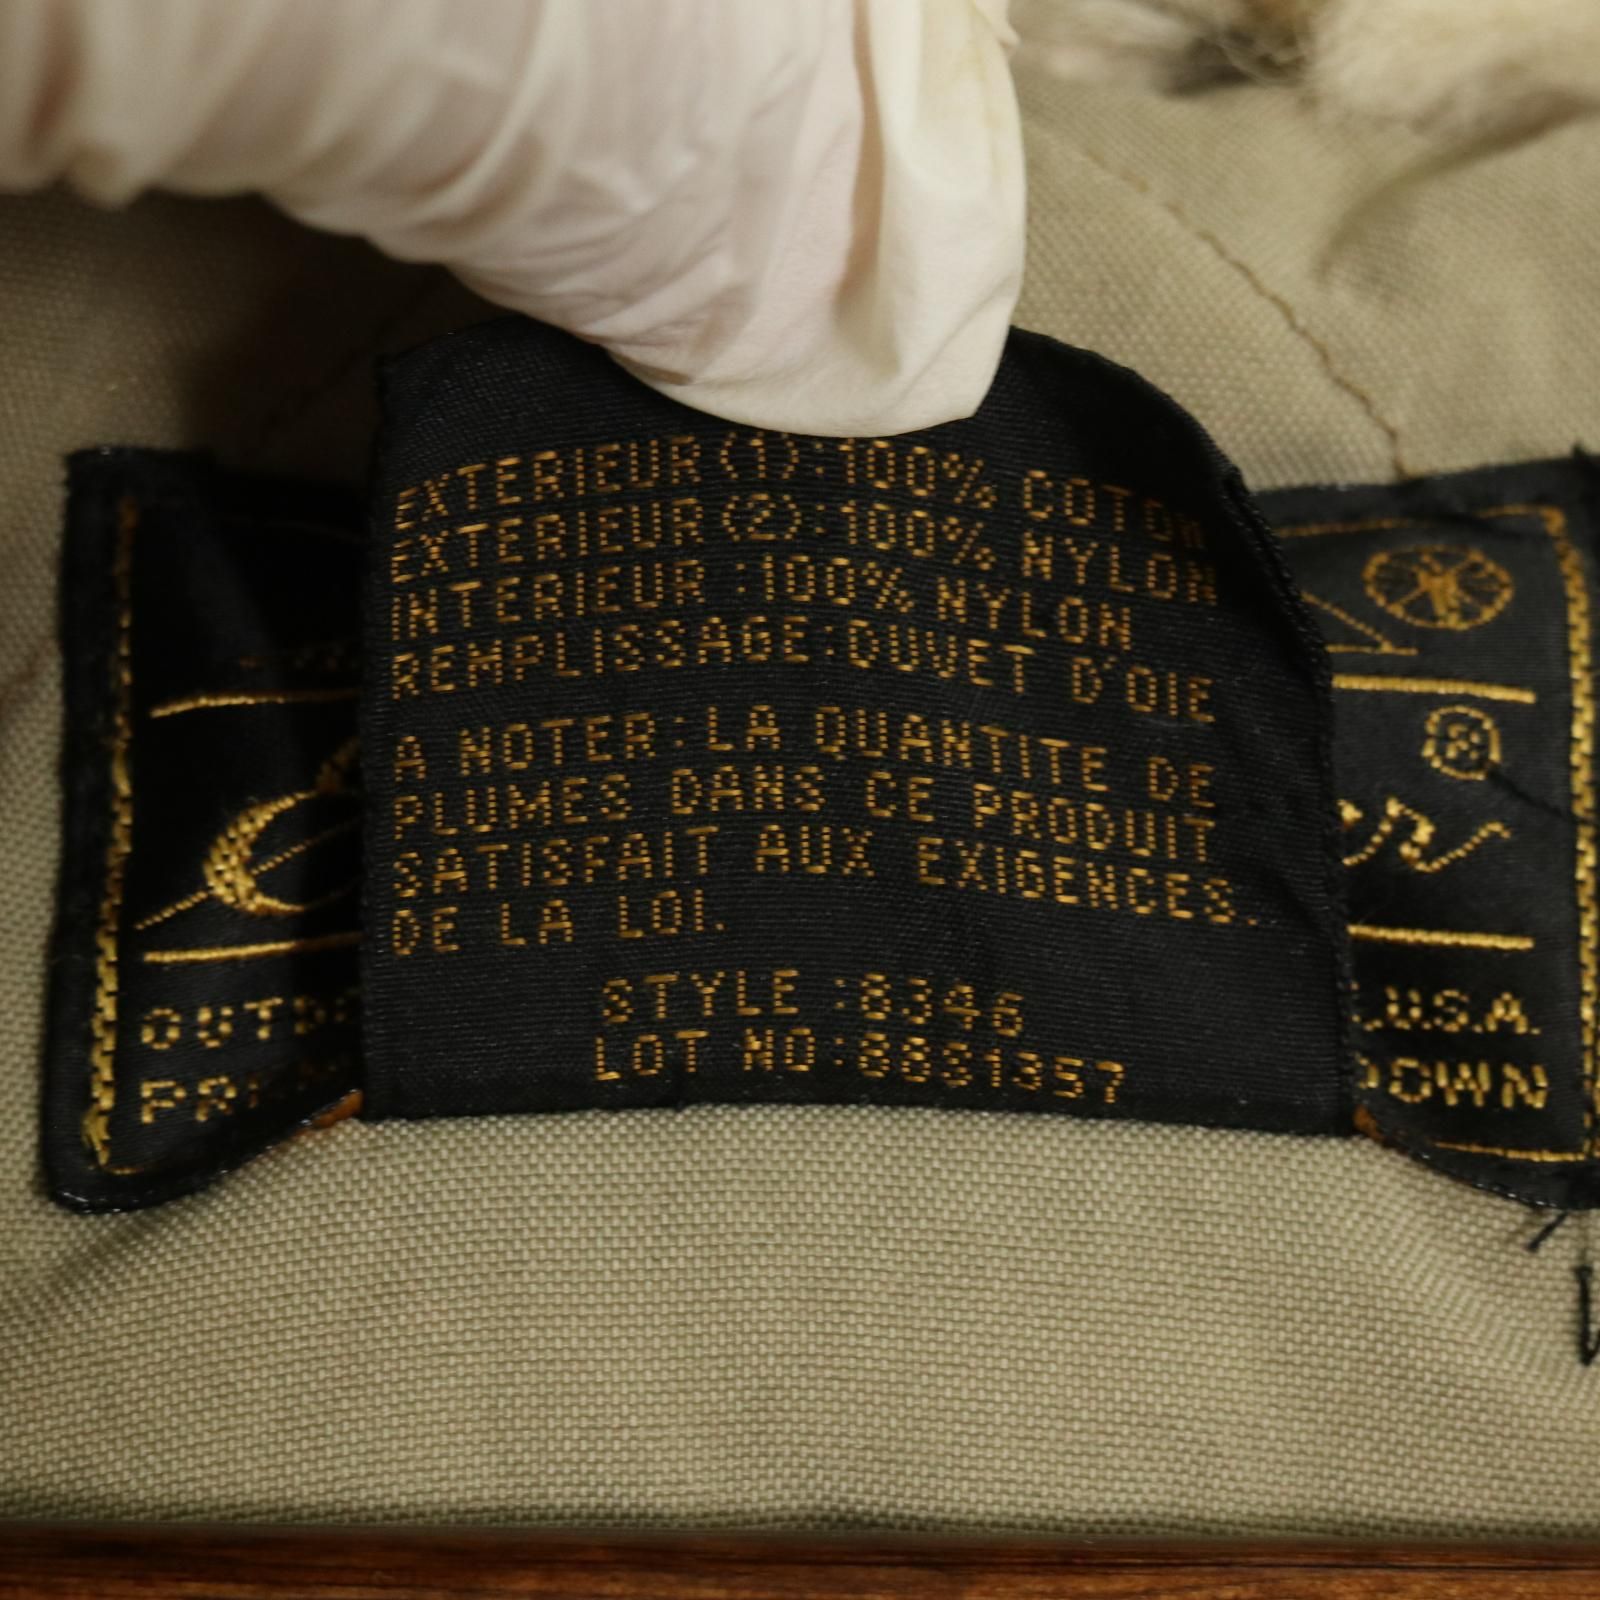 EXTERIEUR (1):100% COTON
EXTERIEUR (2):100% NYLON
INTERIEUR :100% NYLON
REMPLISSAGE:DUVET D'OIE
A NOTER:LA QUANTITE DE
PLUMES DANS CE PRODUIT
SATISFAIT AUX EXIGENCES.
DE LA LOI.
STYLE :8346
LOT NO:88S1357
U.S.A.
DOWN